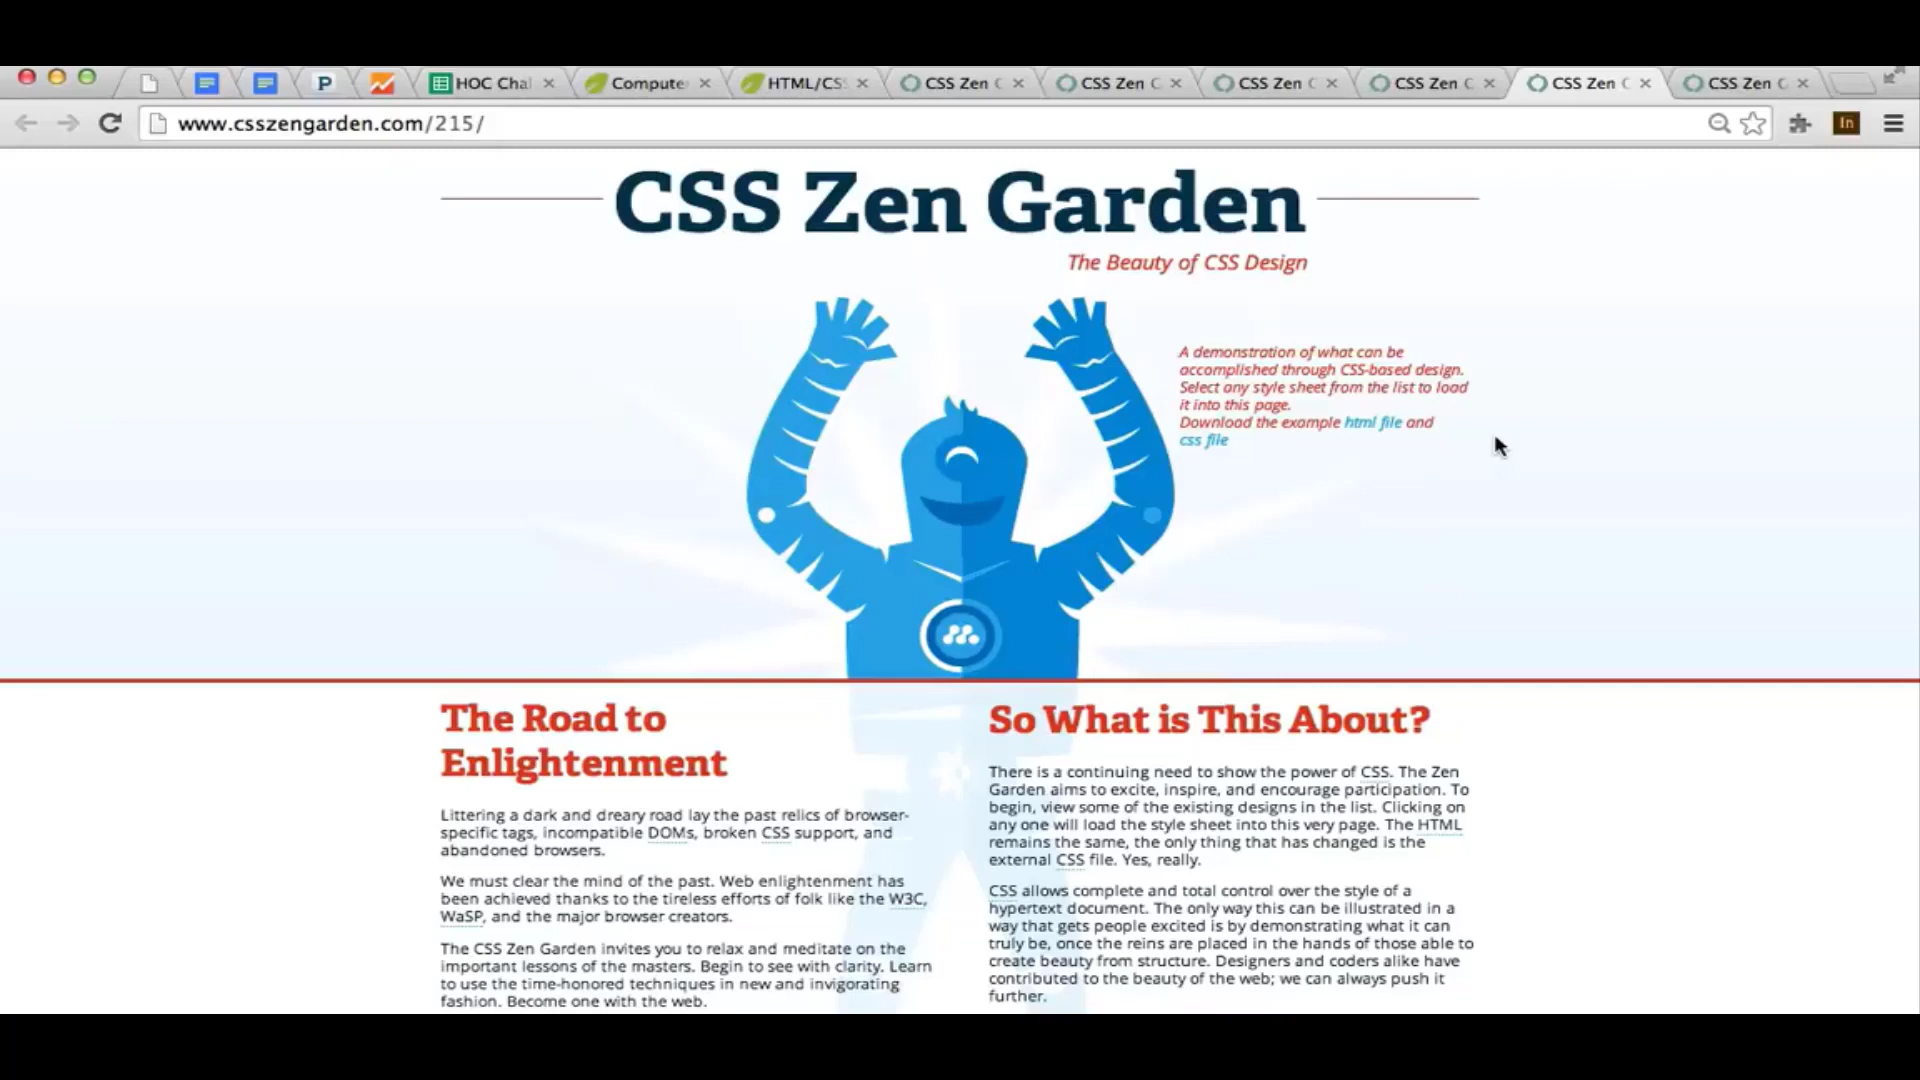 P
HOC Chal
Compute
HTML/CS
CSS Zen
CSS Zen
CSS Zen
CSS Zen
CSS Zen
CSS Zen
www.csszengarden.com/215/
In
CSS Zen Garden
The Beauty of CSS Design
A demonstration of what can be
accomplished through CSS-based design.
Select any style sheet from the list to load
it into this page.
Download the example html file and
css file
The Road to
Enlightenment
Littering a dark and dreary road lay the past relics of browser-
specific tags, incompatible DOMs, broken CSS support, and
abandoned browsers.
We must clear the mind of the past. Web enlightenment has
been achieved thanks to the tireless efforts of folk like the W3C,
WaSP, and the major browser creators.
The CSS Zen Garden invites you to relax and meditate on the
important lessons of the masters. Begin to see with clarity. Learn
to use the time-honored techniques in new and invigorating
fashion. Become one with the web.
So What is This About?
There is a continuing need to show the power of CSS. The Zen
Garden aims to excite, inspire, and encourage participation. To
begin, view some of the existing designs in the list. Clicking on
any one will load the style sheet into this very page. The HTML
remains the same, the only thing that has changed is the
external CSS file. Yes, really.
CSS allows complete and total control over the style of a
hypertext document. The only way this can be illustrated in a
way that gets people excited is by demonstrating what it can
truly be, once the reins are placed in the hands of those able to
create beauty from structure. Designers and coders alike have
contributed to the beauty of the web; we can always push it
further.